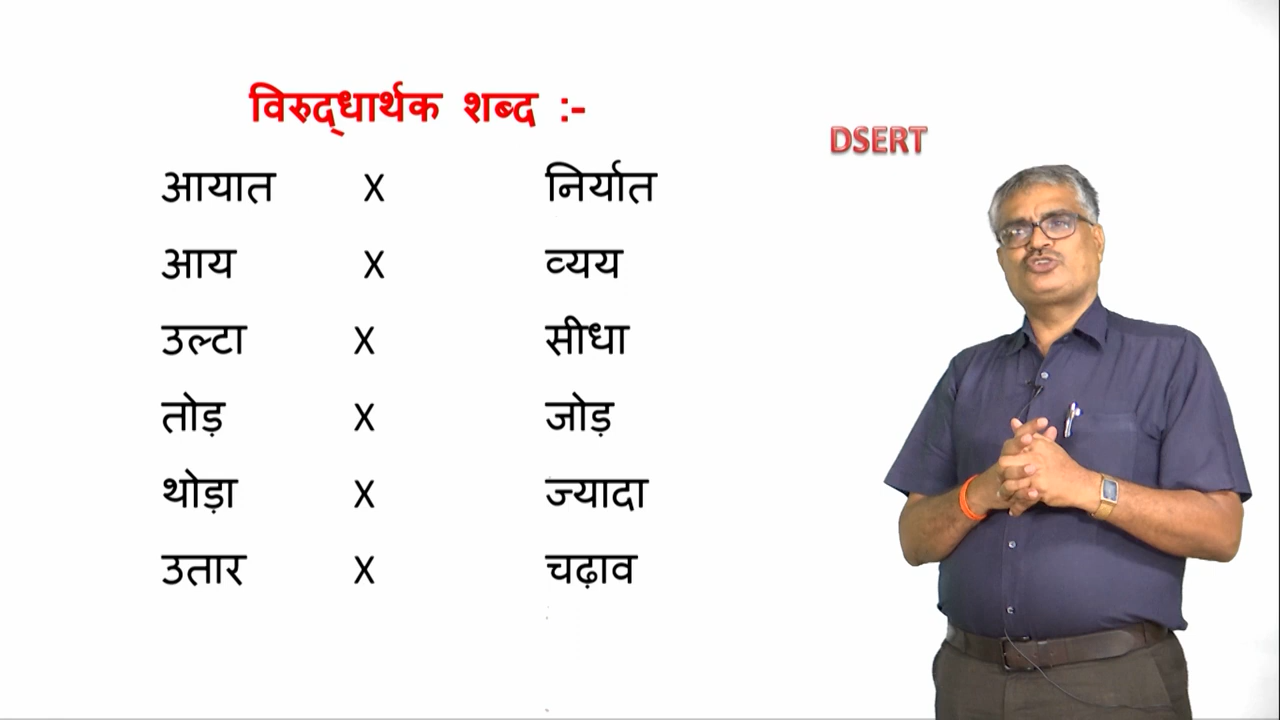 विरुद्‌धार्थक शब्द :-
DSERT
आयात X निर्यात
आय X व्यय
उल्टा X सीधा
तोड़ X जोड़
थोड़ा X ज्यादा
उतार X चढ़ाव